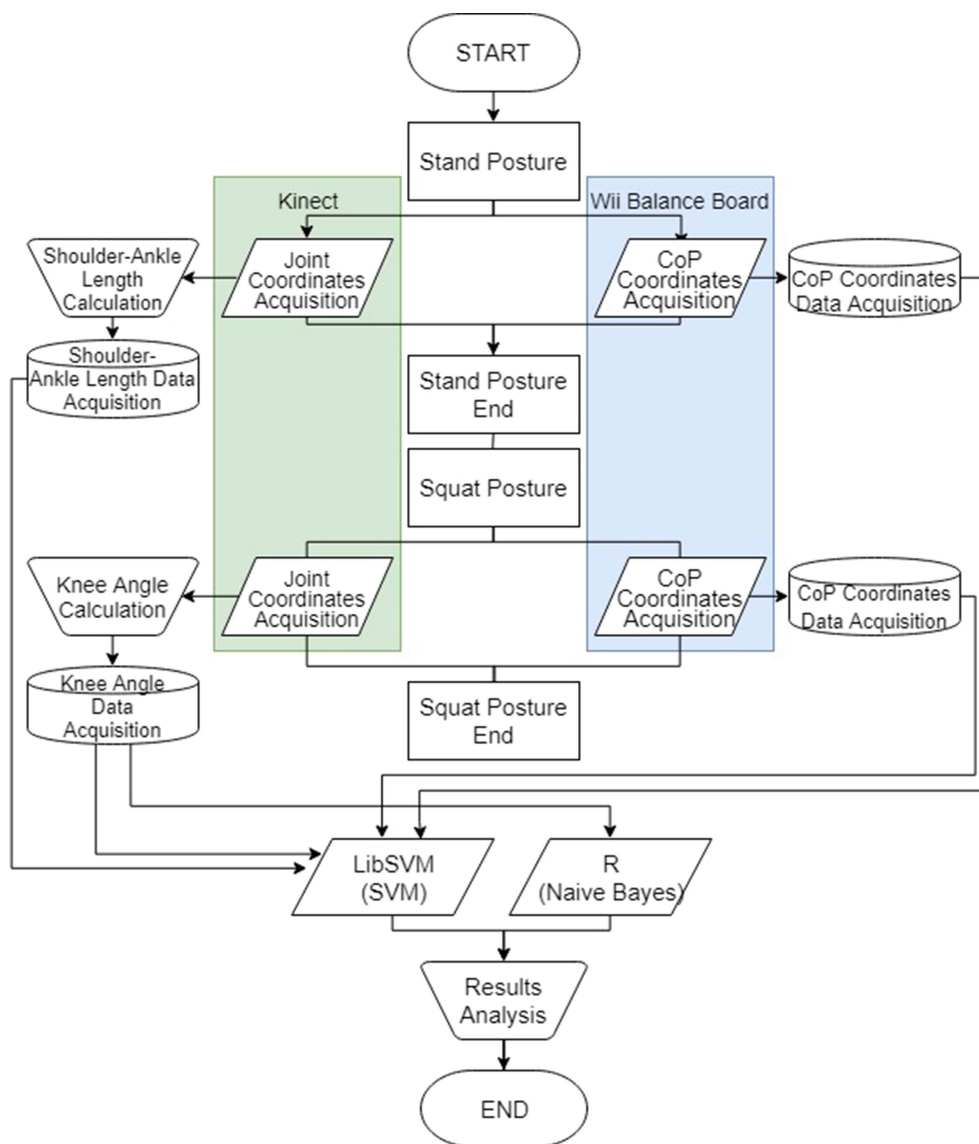 START
Stand Posture
Kinect
Wii Balance Board
Shoulder-Ankle
Length
Calculation
Joint
Coordinates
Acquisition
CoP
Coordinates
Acquisition
CoP Coordinates
Data Acquisition
Shoulder-
Ankle Length Data
Acquisition
Stand Posture
End
Squat Posture
Knee Angle
Calculation
Joint
Coordinates
Acquisition
CoP
Coordinates
Acquisition
CoP Coordinates
Data Acquisition
Knee Angle
Data
Acquisition
Squat Posture
End
LibSVM
(SVM)
R
(Naive Bayes)
Results
Analysis
END